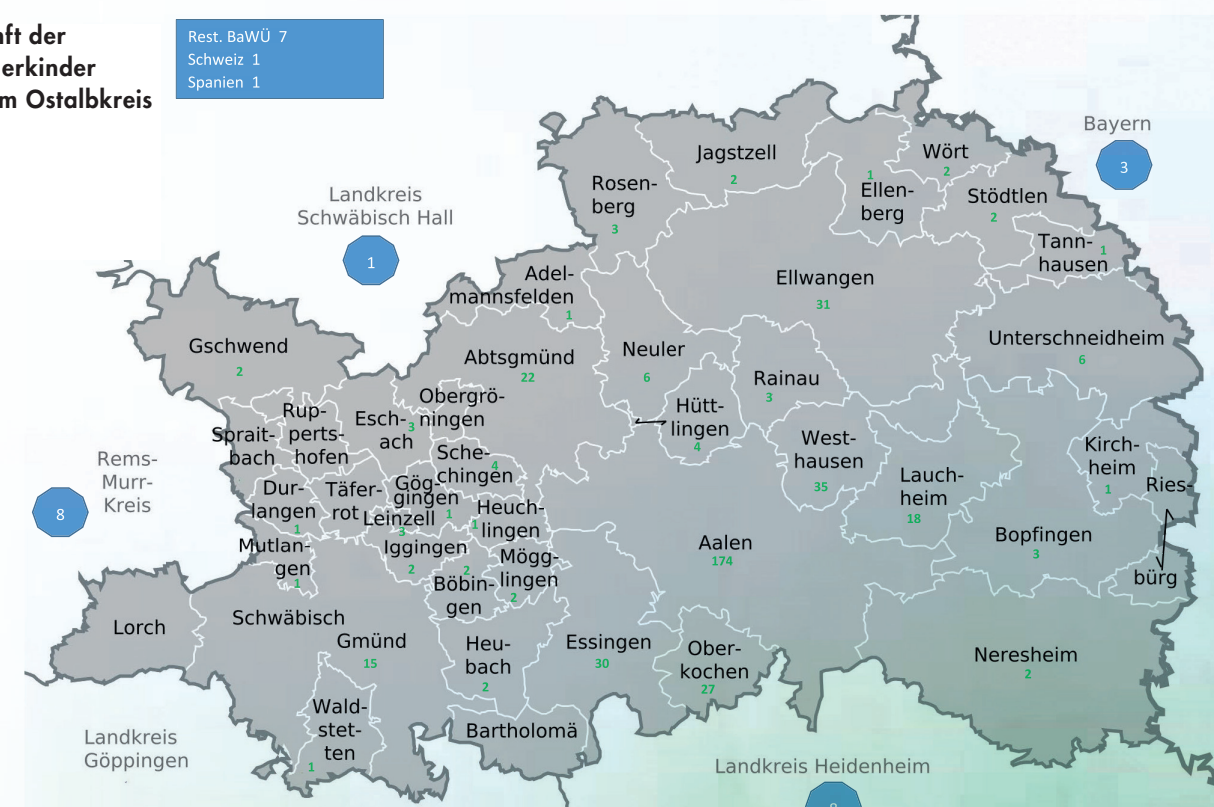 nft der
erkinder
m Ostalbkreis
Rest. BaWÜ 7
Schweiz 1
Spanien 1
Bayern
3
Landkreis
Schwäbisch Hall
1
Jagstzell
2
Wört
2
1
Ellen-
berg
Rosen-
berg
3
Stödtlen
2
Tann-
hausen
1
Adel-
mannsfelden
1
Ellwangen
31
Gschwend
2
Abtsgmünd
22
Neuler
6
Unterschneidheim
6
Rainau
3
Obergrö-
ningen
Esch-
ach
3
Rup-
perts-
hofen
Sprait-
bach
Hütt-
lingen
4
West-
hausen
35
Kirch-
heim
1
Ries-
bürg
Rems-
Murr-
Kreis
8
Sche-
chingen
4
Lauch-
heim
18
Dur-
langen
1
Täfer-
rot
Gög-
gingen
1
Leinzell
3
Heuch-
lingen
1
Aalen
174
Bopfingen
3
Mutlan-
gen
1
Iggingen
2
Mögg-
lingen
2
2
Böbin-
gen
Lorch
Schwäbisch
Gmünd
15
Heu-
bach
2
Essingen
30
Ober-
kochen
27
Neresheim
2
Wald-
stet-
ten
1
Bartholomä
Landkreis
Göppingen
Landkreis Heidenheim